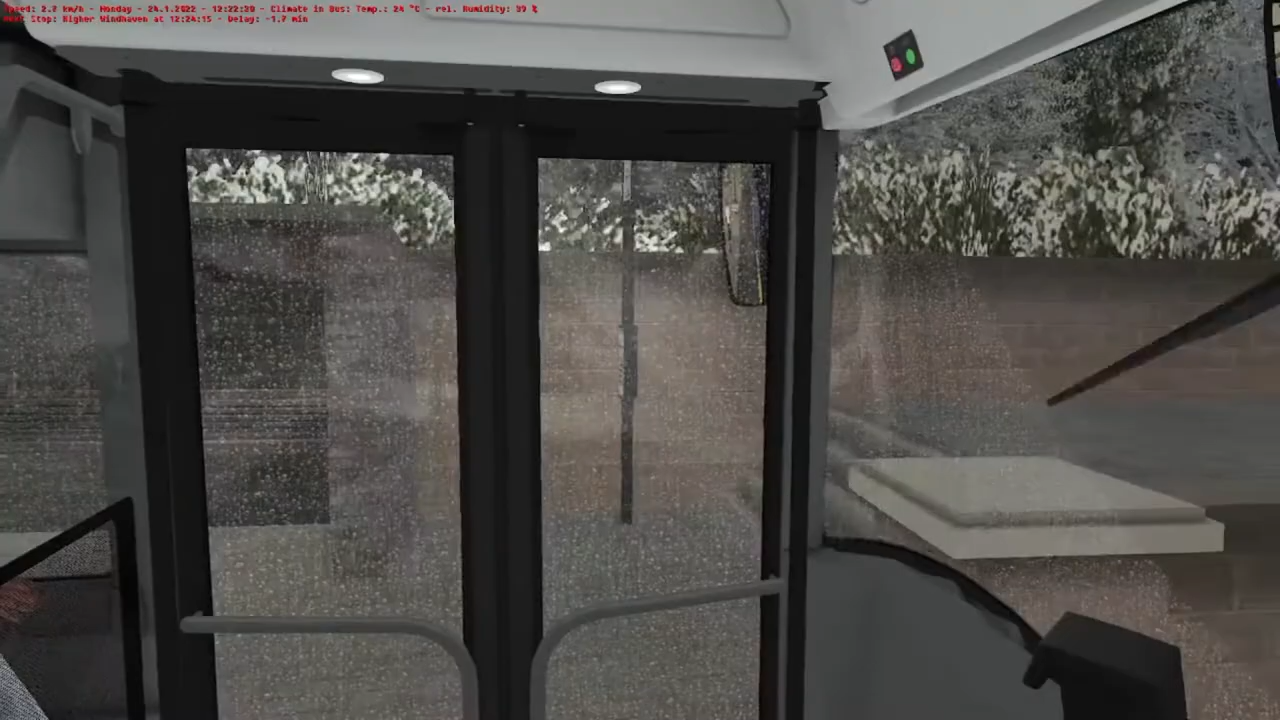 Speed: 2.2 km/h - Monday - 24.1.2022 - 12:22:30 - Climate in Bus: Temp.: 24 °C - rel. Humidity: 39 %
Next Stop: Higher Windhaven at 12:24:15 - Delay: -1.7 min